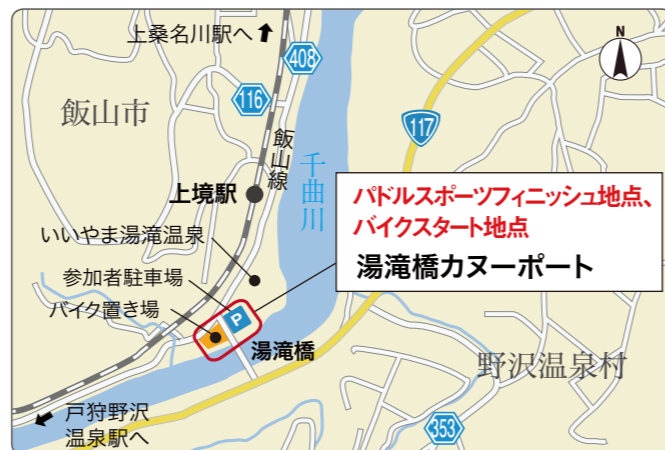 上桑名川駅へ
408
N
116
飯山市
117
飯山線
千曲川
上境駅
パドルスポーツフィニッシュ地点、
バイクスタート地点
湯滝橋カヌーポート
いいやま湯滝温泉
参加者駐車場
P
バイク置き場
湯滝橋
野沢温泉村
戸狩野沢
温泉駅へ
353